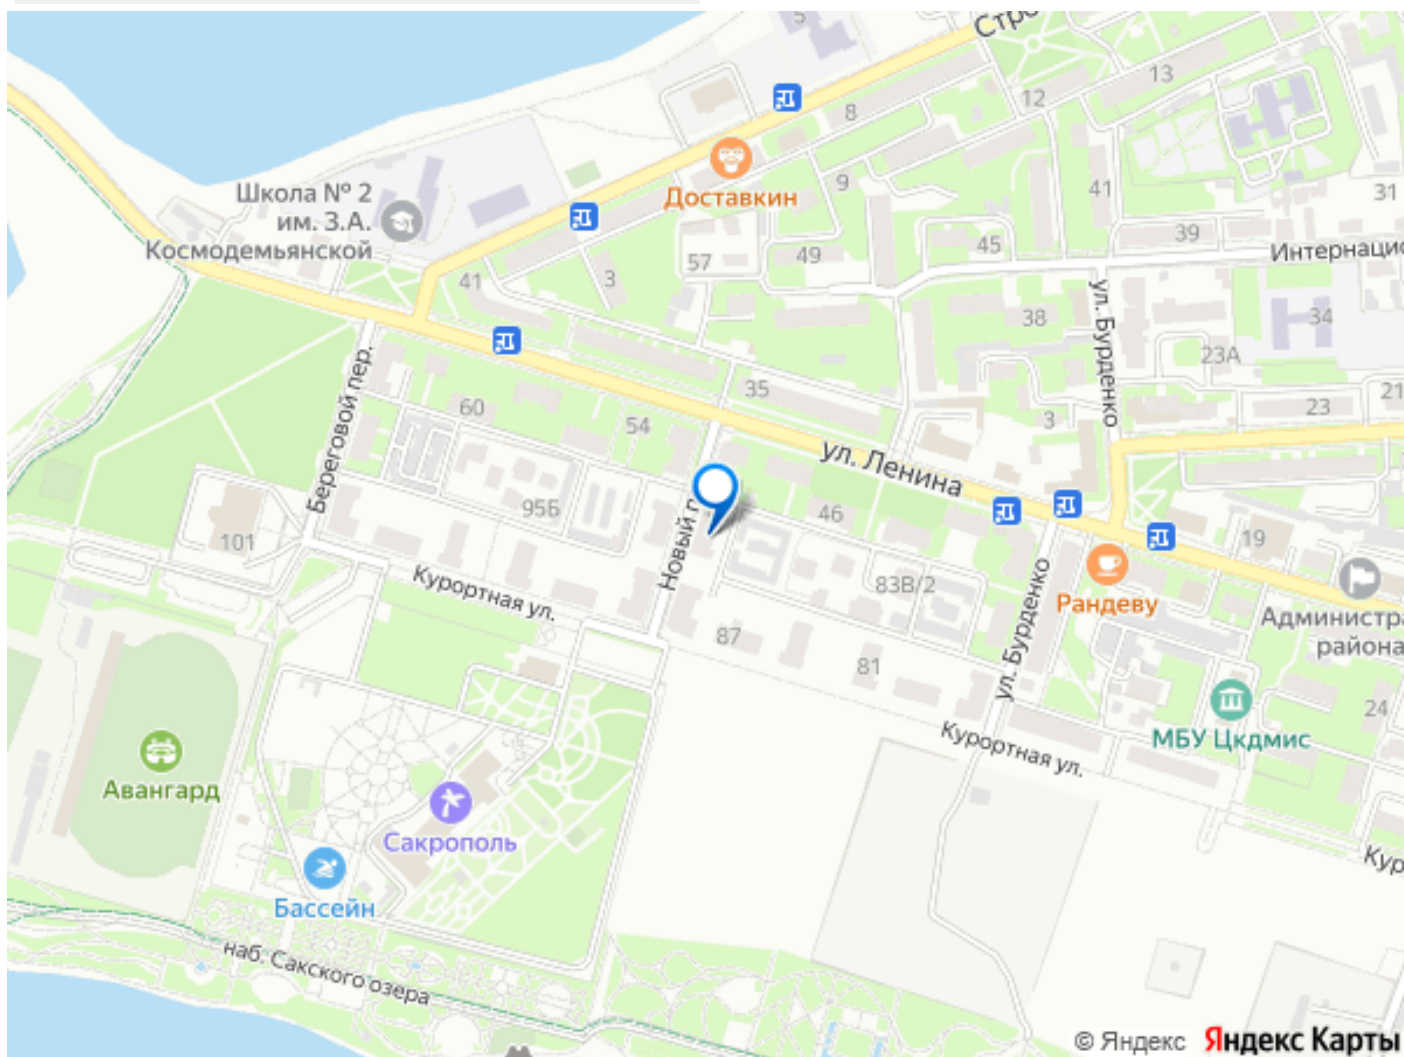 5
Стро
13
12
8
Доставкин
9
41
31
Школа № 2
им. З.А.
Космодемьянской
39
45
49
57
Интернацио
3
41
ул. Бурденко
38
34
23А
Береговой пер.
35
21
23
60
54
3
ул. Ленина
95Б
46
101
Новый п
19
Курортная ул.
83В/2
Рандеву
Администра
района
ул. Бурденко
87
81
24
МБУ Цкдмис
Курортная ул.
Авангард
Сакрополь
Кур
Бассейн
наб. Сакского озера
© Яндекс Яндекс Карты